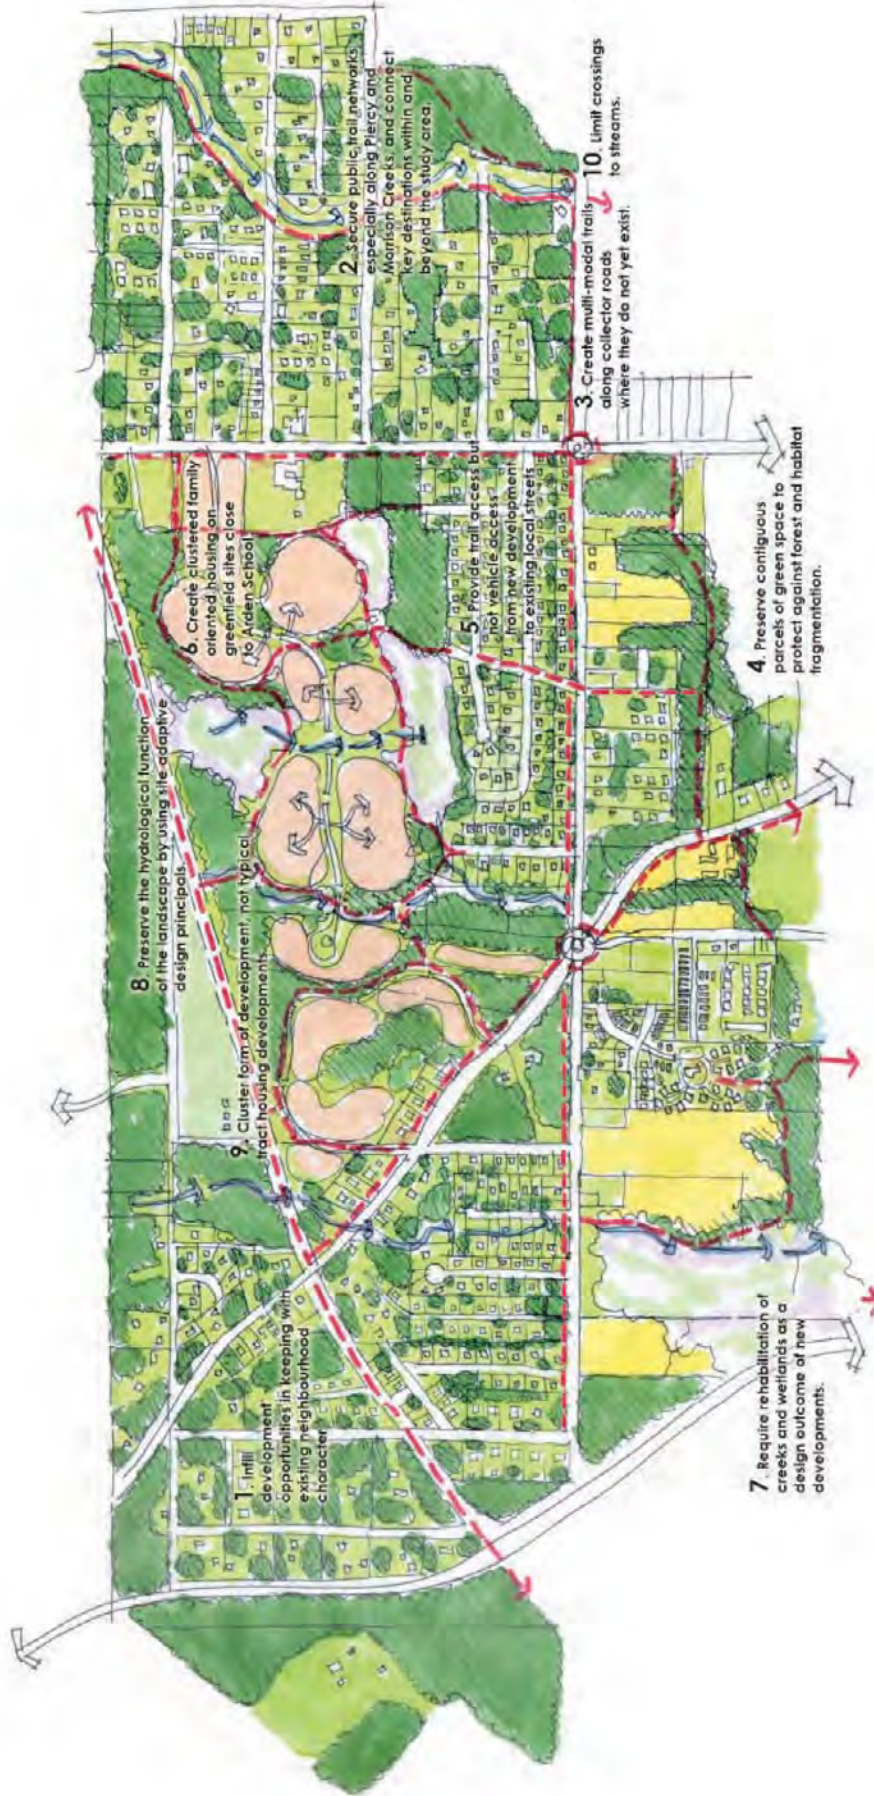 1. Infill
development
opportunities in keeping with
existing neighbourhood
character.
2. Secure public trail networks
especially along Piercy and
Morrison Creeks, and connect
key destinations within and
beyond the study area.
3. Create multi-modal trails
along collector roads
where they do not yet exist.
4. Preserve contiguous
parcels of green space to
protect against forest and habitat
fragmentation.
5. Provide trail access but
not vehicle access
from new development
to existing local streets
6. Create clustered family
oriented housing on
greenfield sites close
to Arden School
7. Require rehabilitation of
creeks and wetlands as a
design outcome of new
developments.
8. Preserve the hydrological function
of the landscape by using site adaptive
design principals.
9. Cluster form of development, not typical
tract housing developments.
10. Limit crossings
to streams.